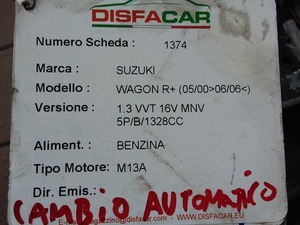 DISFACAR
Numero Scheda : 1374
Marca : SUZUKI
Modello : WAGON R+ (05/00>06/06<)
Versione : 1.3 VVT 16V MNV
5P/B/1328CC
Aliment. : BENZINA
Tipo Motore: M13A
Dir. Emis.:
CAMBIO AUTOMATICO
WWW.DISFACAR.EU